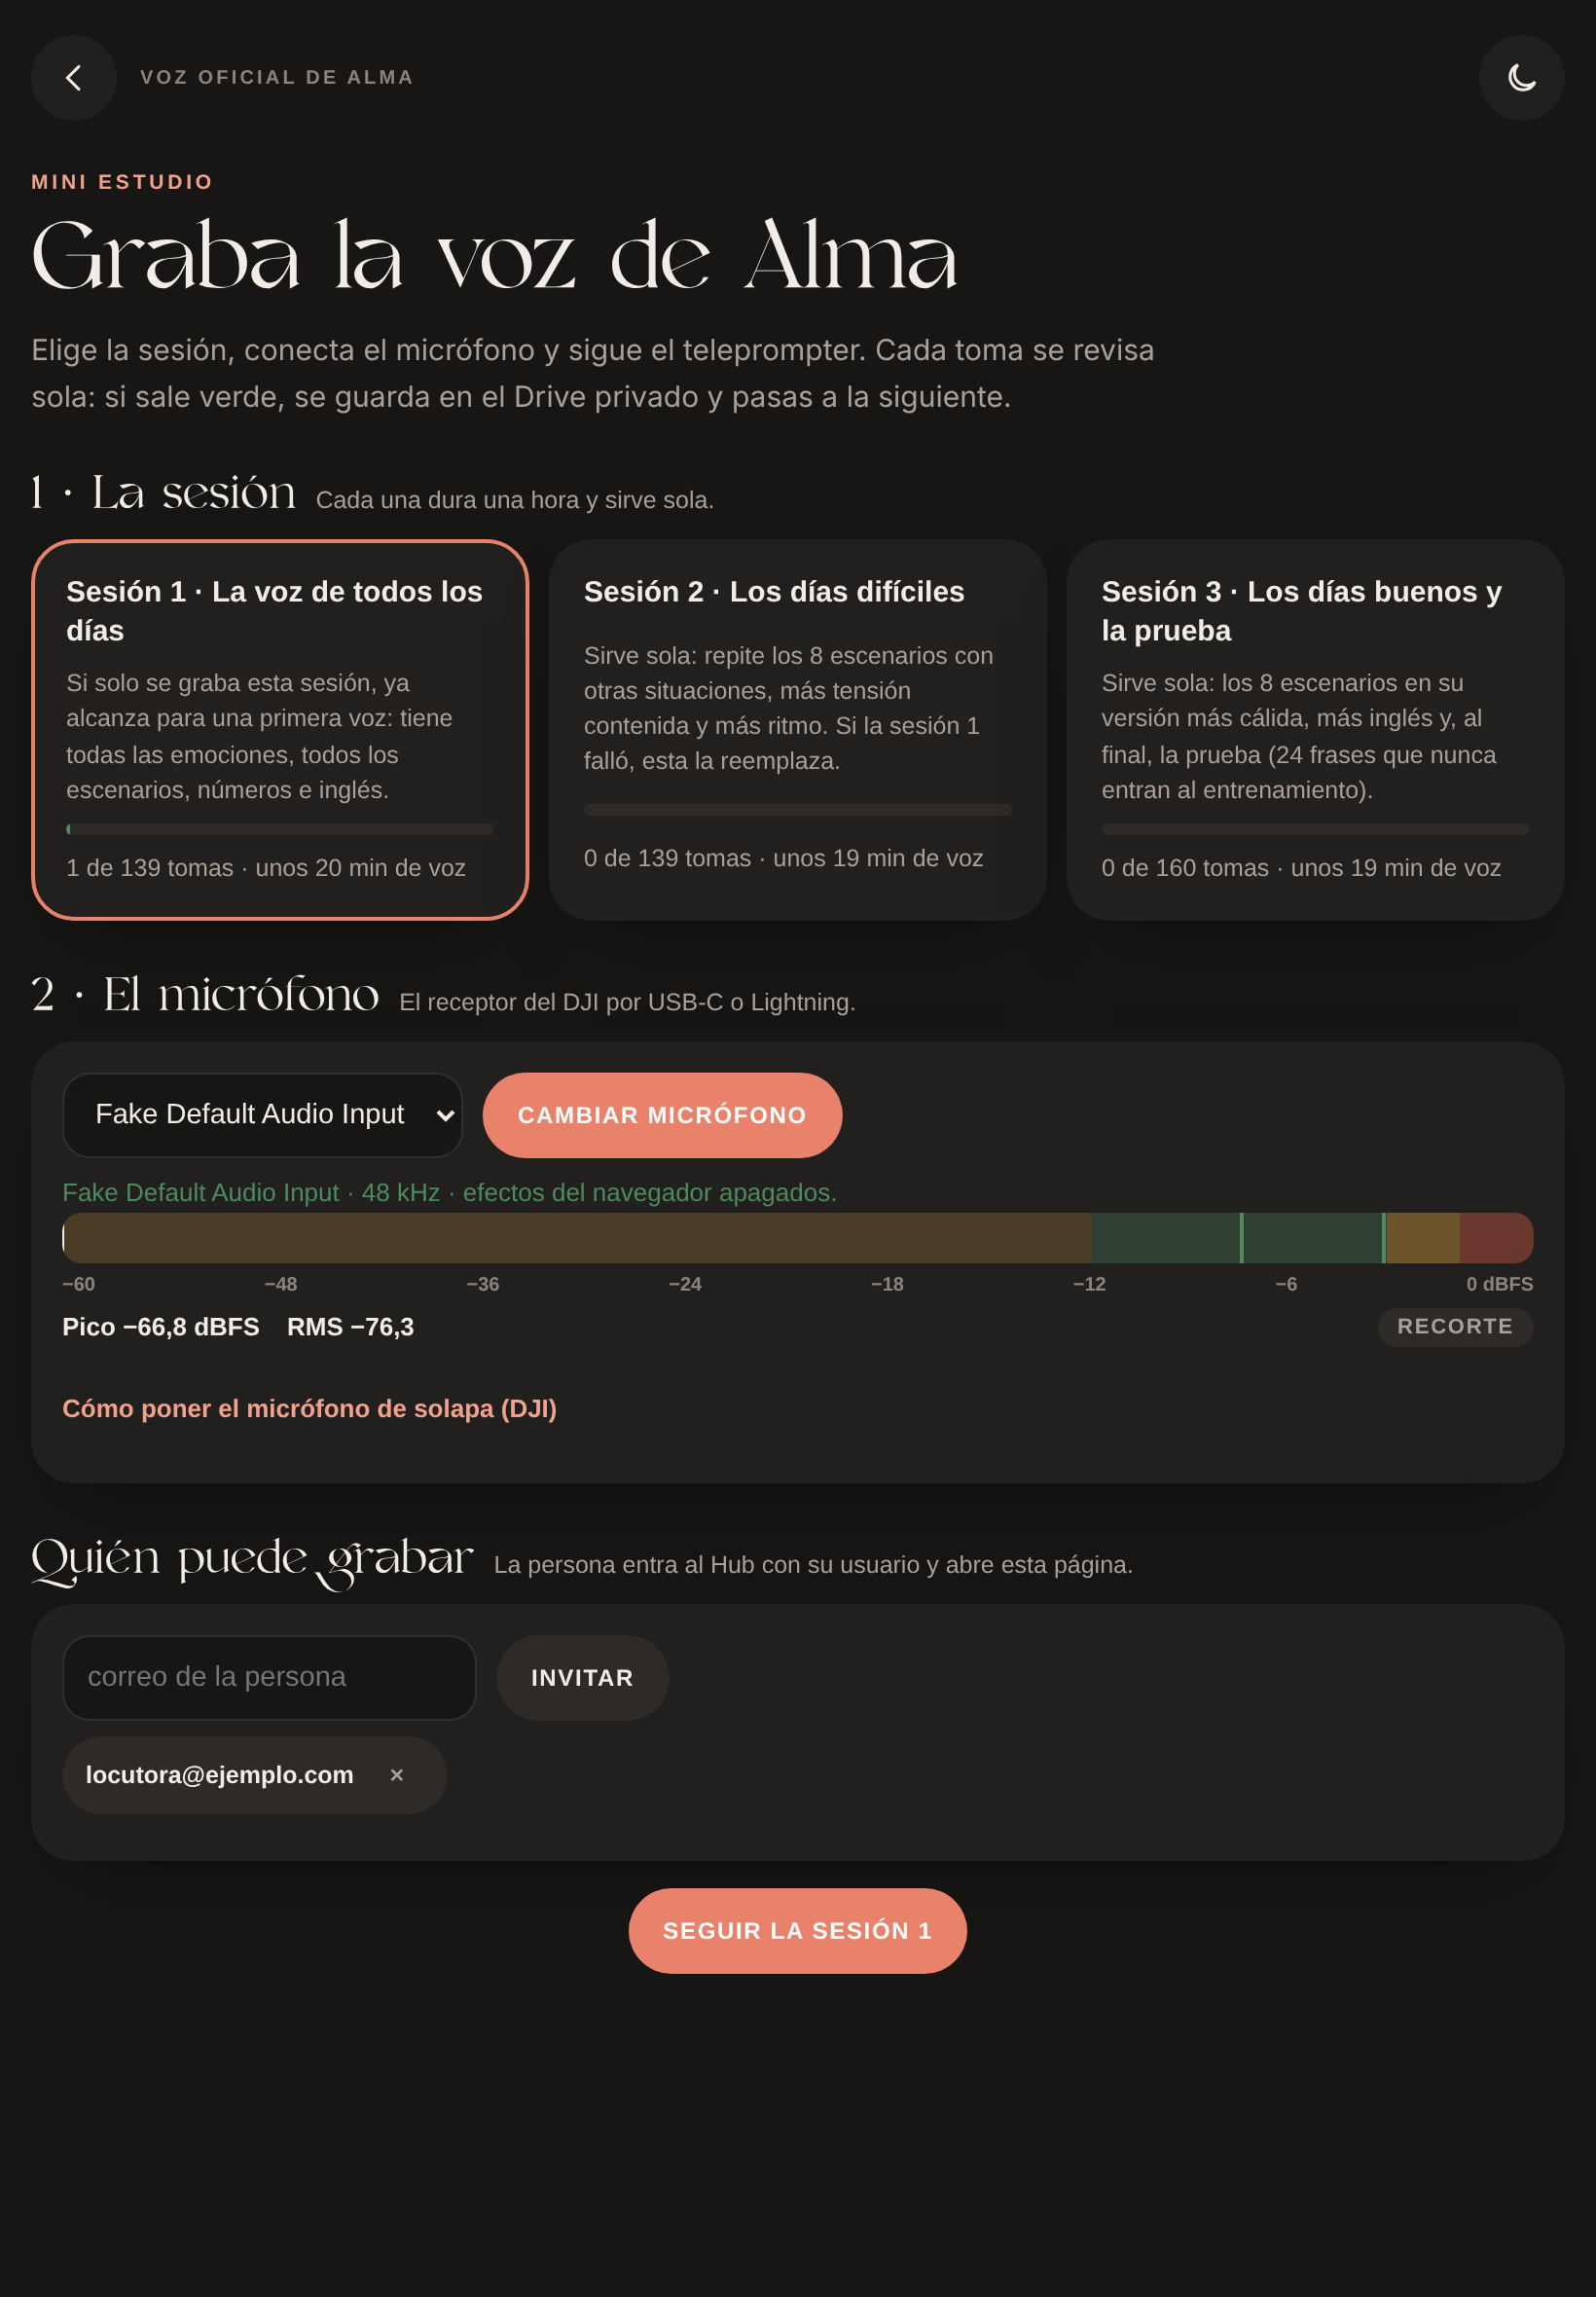 VOZ OFICIAL DE ALMA
MINI ESTUDIO
Graba la voz de Alma
Elige la sesión, conecta el micrófono y sigue el teleprompter. Cada toma se revisa
sola: si sale verde, se guarda en el Drive privado y pasas a la siguiente.
1 · La sesión Cada una dura una hora y sirve sola.
Sesión 1 · La voz de todos los
días
Si solo se graba esta sesión, ya
alcanza para una primera voz: tiene
todas las emociones, todos los
escenarios, números e inglés.
1 de 139 tomas · unos 20 min de voz
Sesión 2 · Los días difíciles
Sirve sola: repite los 8 escenarios con
otras situaciones, más tensión
contenida y más ritmo. Si la sesión 1
falló, esta la reemplaza.
0 de 139 tomas · unos 19 min de voz
Sesión 3 · Los días buenos y
la prueba
Sirve sola: los 8 escenarios en su
versión más cálida, más inglés y, al
final, la prueba (24 frases que nunca
entran al entrenamiento).
0 de 160 tomas · unos 19 min de voz
2 · El micrófono El receptor del DJI por USB-C o Lightning.
Fake Default Audio Input CAMBIAR MICRÓFONO
Fake Default Audio Input · 48 kHz · efectos del navegador apagados.
−60 −48 −36 −24 −18 −12 −6 0 dBFS
Pico −66,8 dBFS RMS −76,3 RECORTE
Cómo poner el micrófono de solapa (DJI)
Quién puede grabar La persona entra al Hub con su usuario y abre esta página.
correo de la persona INVITAR
locutora@ejemplo.com ×
SEGUIR LA SESIÓN 1